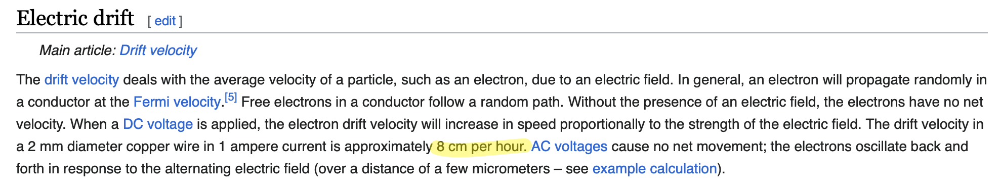 Electric drift [ edit ]
Main article: Drift velocity
The drift velocity deals with the average velocity of a particle, such as an electron, due to an electric field. In general, an electron will propagate randomly in
a conductor at the Fermi velocity.[5] Free electrons in a conductor follow a random path. Without the presence of an electric field, the electrons have no net
velocity. When a DC voltage is applied, the electron drift velocity will increase in speed proportionally to the strength of the electric field. The drift velocity in
a 2 mm diameter copper wire in 1 ampere current is approximately 8 cm per hour. AC voltages cause no net movement; the electrons oscillate back and
forth in response to the alternating electric field (over a distance of a few micrometers – see example calculation).